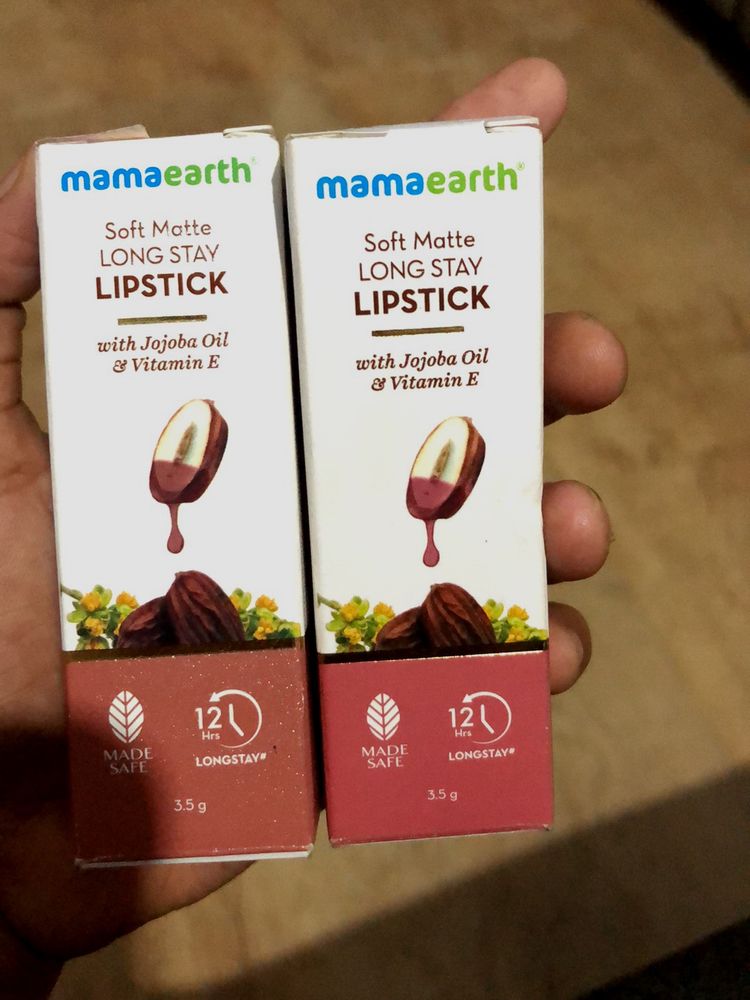 mamaearth®
Soft Matte
LONG STAY
LIPSTICK
with Jojoba Oil
& Vitamin E
MADE
SAFE
12
Hrs
LONGSTAY#
3.5 g
mamaearth®
Soft Matte
LONG STAY
LIPSTICK
with Jojoba Oil
& Vitamin E
MADE
SAFE
12
Hrs
LONGSTAY#
3.5 g